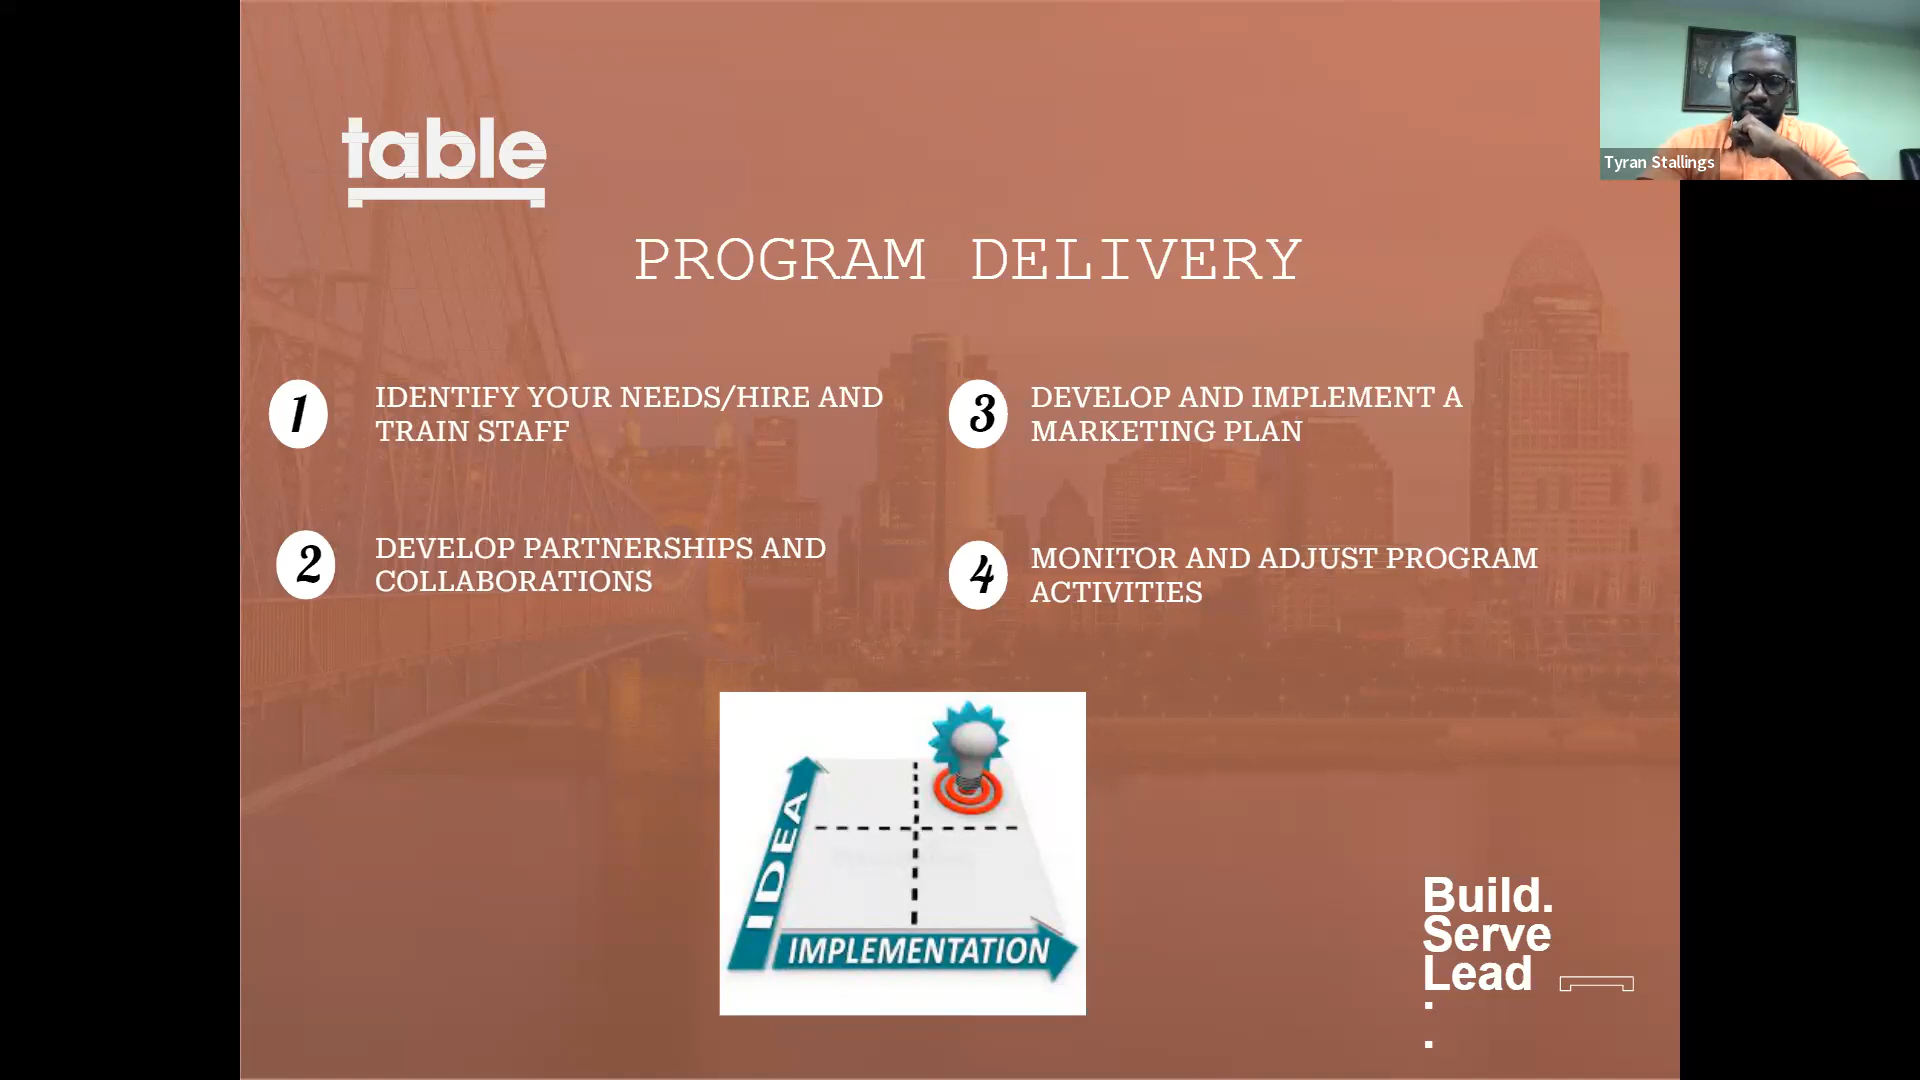 table
Tyran Stallings
PROGRAM DELIVERY
1
IDENTIFY YOUR NEEDS/HIRE AND
TRAIN STAFF
2
DEVELOP PARTNERSHIPS AND
COLLABORATIONS
3
DEVELOP AND IMPLEMENT A
MARKETING PLAN
4
MONITOR AND ADJUST PROGRAM
ACTIVITIES
IDEA
IMPLEMENTATION
Build.
Serve
Lead
.
.